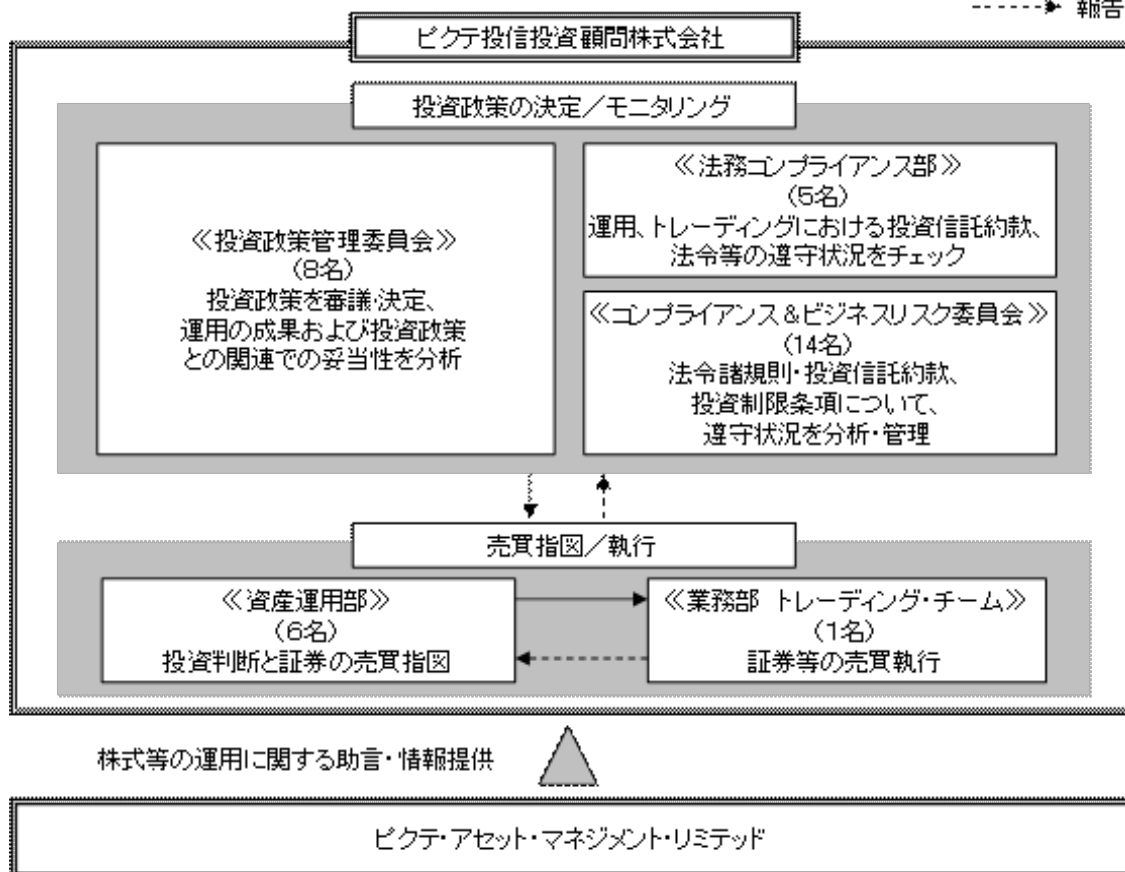 報告
ピクテ投信投資顧問株式会社
投資政策の決定／モニタリング
≪投資政策管理委員会≫
(8名)
投資政策を審議・決定、
運用の成果および投資政策
との関連での妥当性を分析
≪法務コンプライアンス部≫
(5名)
運用、トレーディングにおける投資信託約款、
法令等の遵守状況をチェック
≪コンプライアンス＆ビジネスリスク委員会≫
(14名)
法令諸規則・投資信託約款、
投資制限条項について、
遵守状況を分析・管理
売買指図／執行
≪資産運用部≫
(6名)
投資判断と証券の売買指図
≪業務部 トレーディング・チーム≫
(1名)
証券等の売買執行
株式等の運用に関する助言・情報提供
ピクテ・アセット・マネジメント・リミテッド